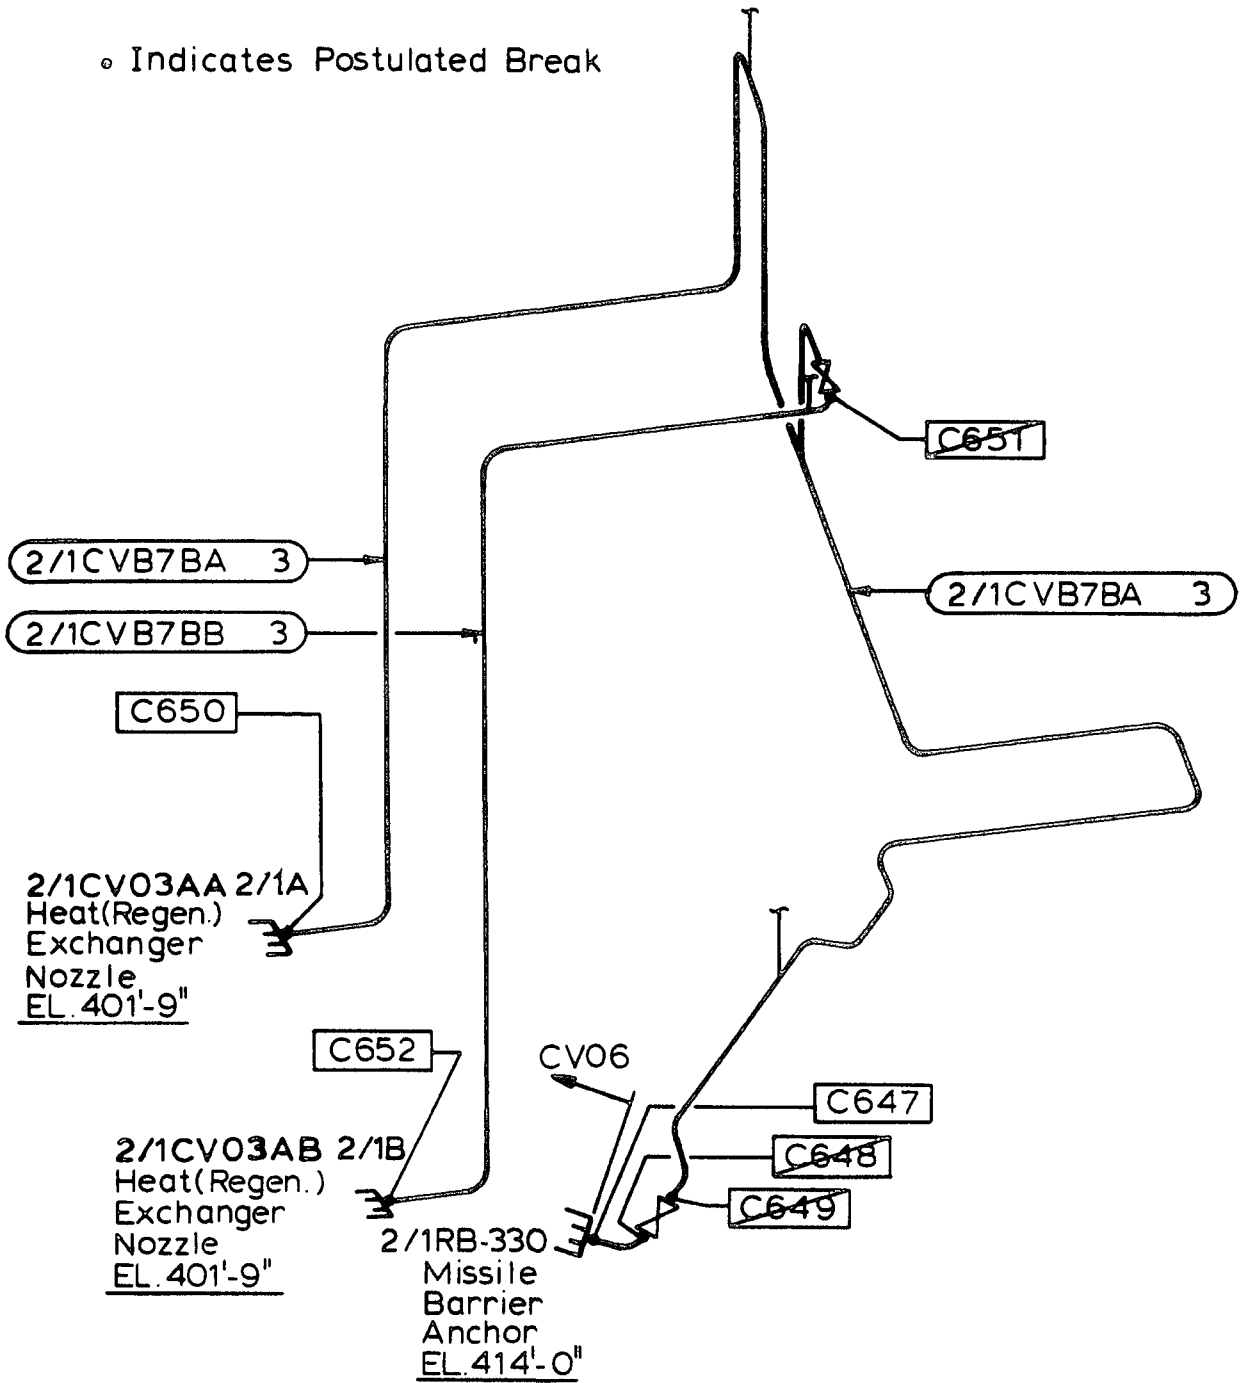 Indicates Postulated Break
C651
2/1CVB7BA 3
2/1CVB7BA 3
2/1CVB7BB 3
C650
2/1CV03AA 2/1A
Heat(Regen.)
Exchanger
Nozzle
EL.401'-9"
C652
CV06
C647
2/1CV03AB 2/1B
Heat(Regen.)
Exchanger
Nozzle
EL.401'-9"
C648
C649
2/1RB-330
Missile
Barrier
Anchor
EL.414'-0"